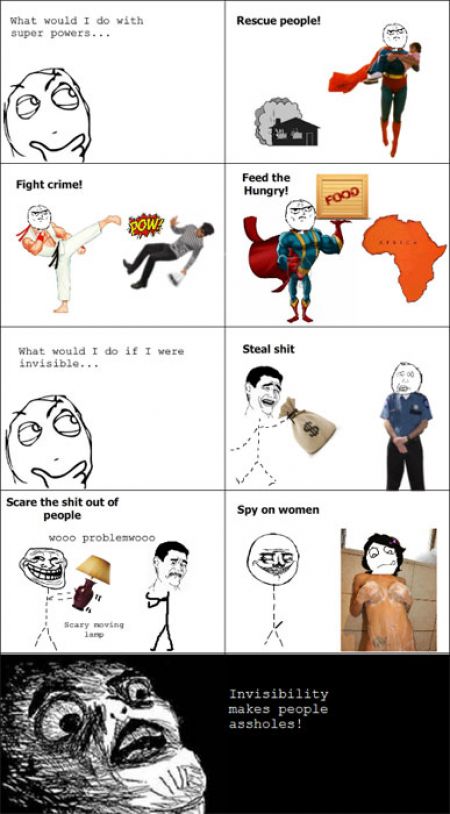 What would I do with
super powers...
Rescue people!
Fight crime!
POW!
Feed the
Hungry!
FOOD
AFRICA
What would I do if I were
invisible...
Steal shit
$
Scare the shit out of
people
wooo problemwooo
Scary moving
lamp
Spy on women
Invisibility
makes people
assholes!